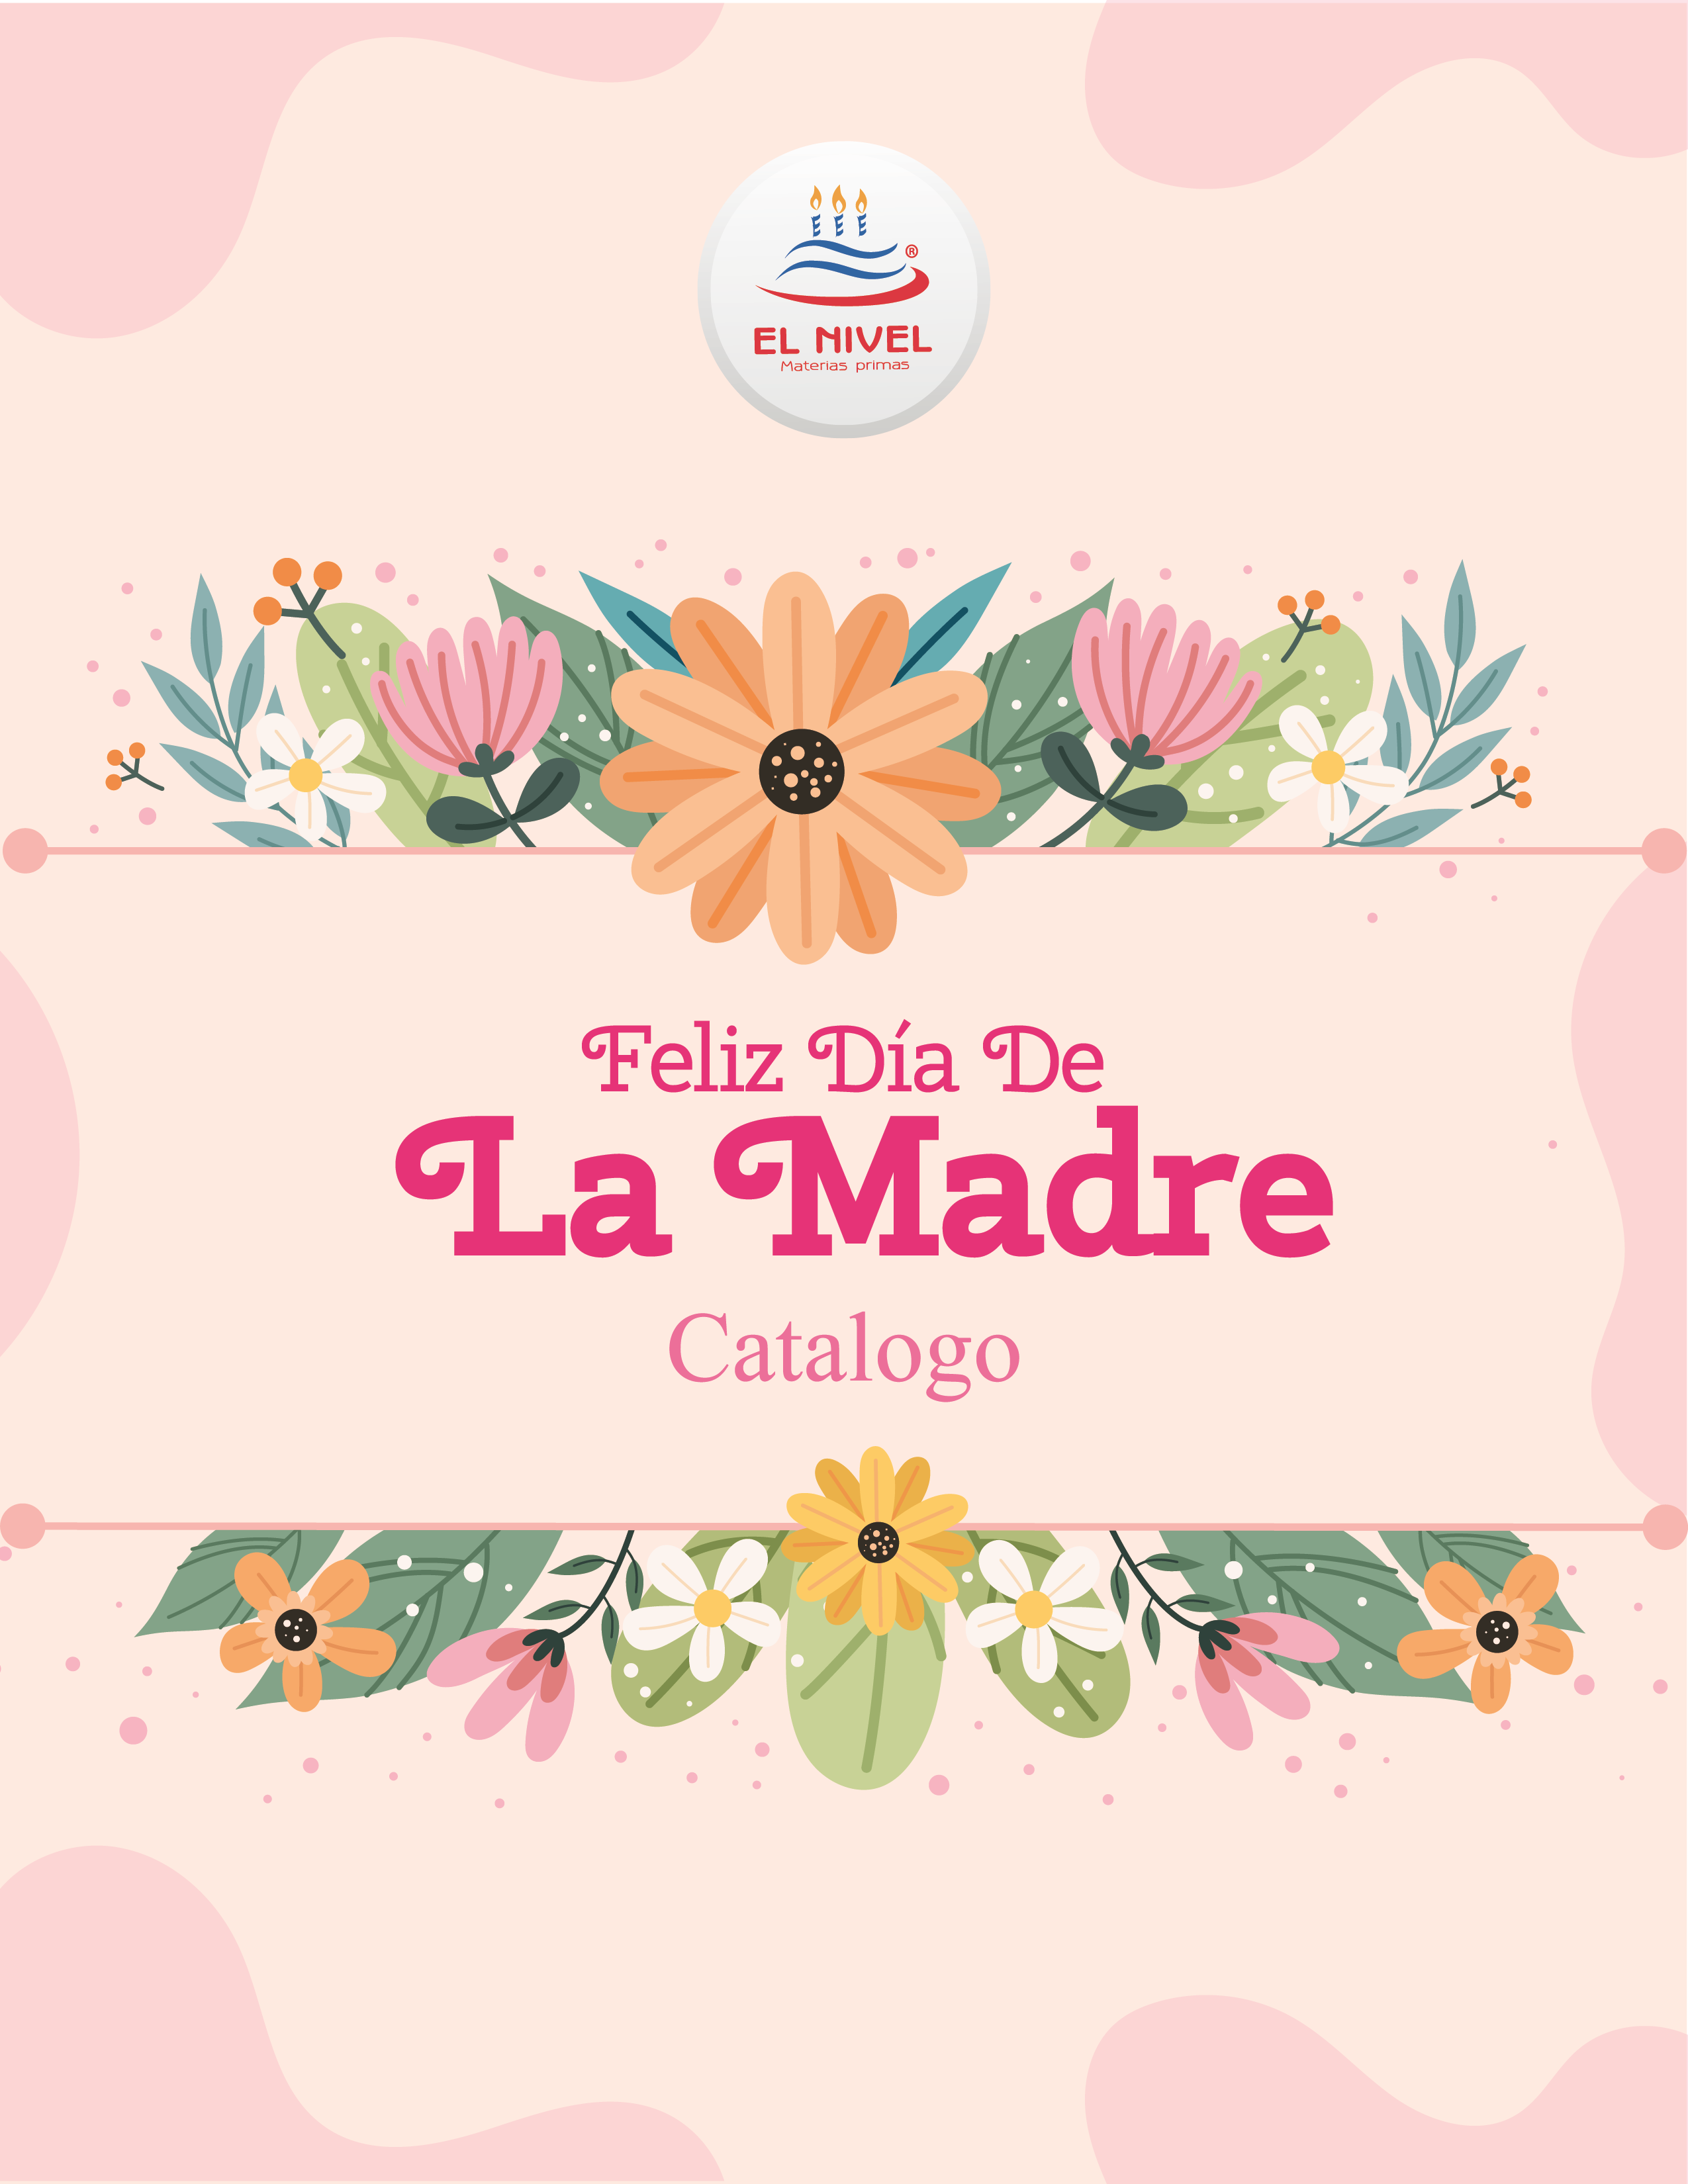 ®
EL NIVEL
Materias primas
Feliz Día De
La Madre
Catalogo